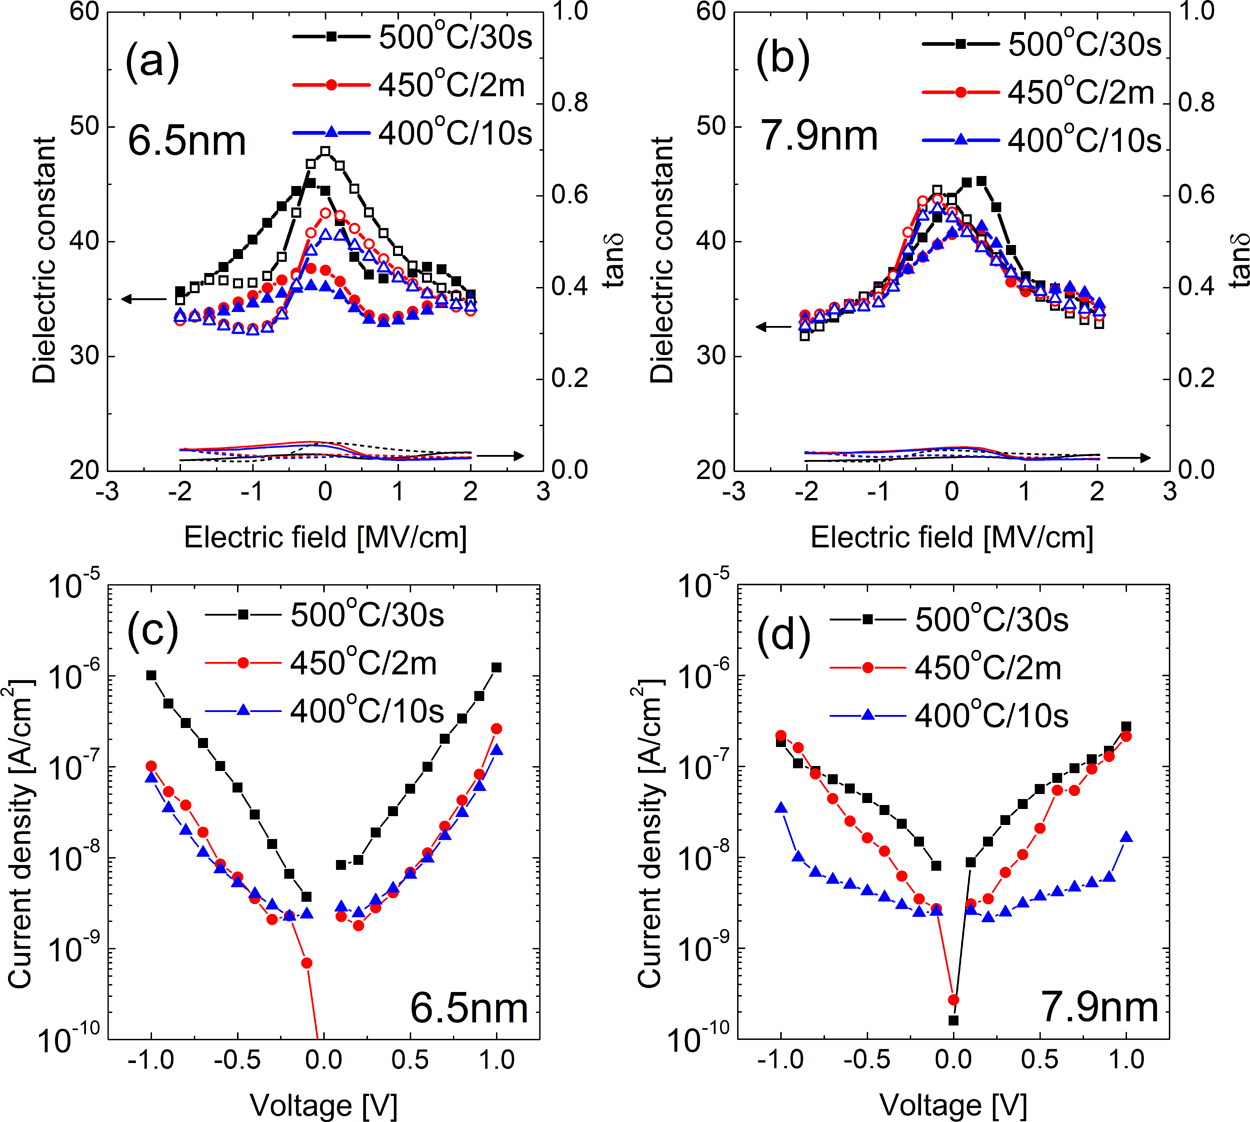 (a)
500°C/30s
450°C/2m
400°C/10s
6.5nm
60
50
40
30
20
Dielectric constant
1.0
0.8
0.6
0.4
0.2
0.0
tanδ
-3 -2 -1 0 1 2 3
Electric field [MV/cm]
(b)
500°C/30s
450°C/2m
400°C/10s
7.9nm
60
50
40
30
20
Dielectric constant
1.0
0.8
0.6
0.4
0.2
0.0
tanδ
-3 -2 -1 0 1 2 3
Electric field [MV/cm]
(c)
500°C/30s
450°C/2m
400°C/10s
10⁻⁵
10⁻⁶
10⁻⁷
10⁻⁸
10⁻⁹
10⁻¹⁰
Current density [A/cm²]
6.5nm
-1.0 -0.5 0.0 0.5 1.0
Voltage [V]
(d)
500°C/30s
450°C/2m
400°C/10s
10⁻⁵
10⁻⁶
10⁻⁷
10⁻⁸
10⁻⁹
10⁻¹⁰
Current density [A/cm²]
7.9nm
-1.0 -0.5 0.0 0.5 1.0
Voltage [V]